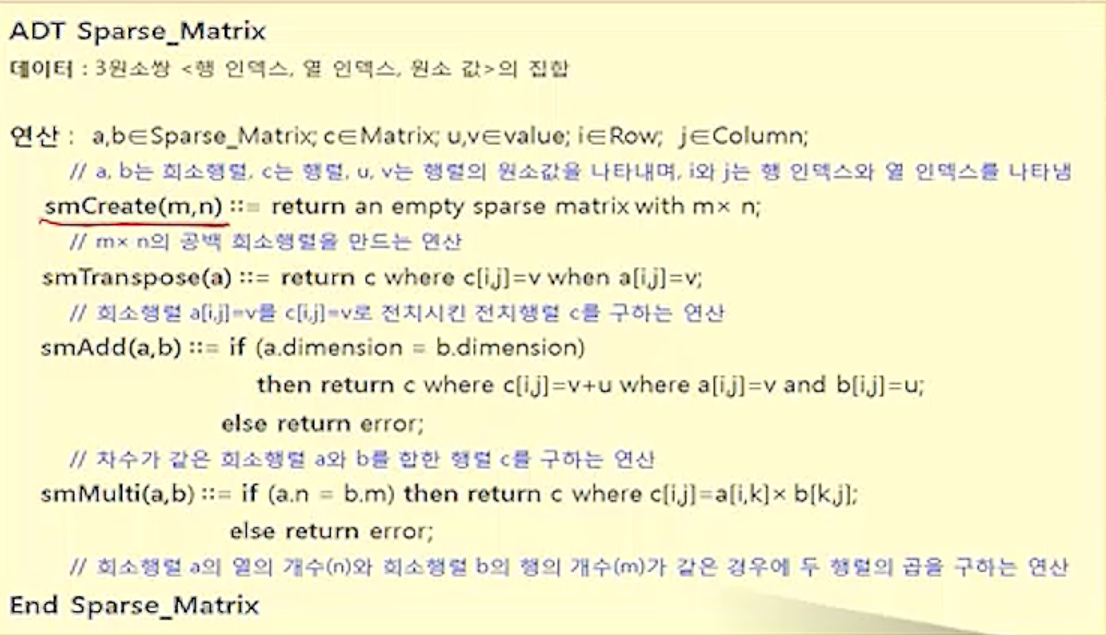 ADT Sparse_Matrix
데이터 : 3원소쌍 <행 인덱스, 열 인덱스, 원소 값>의 집합
연산 : a,b∈Sparse_Matrix; c∈Matrix; u,v∈value; i∈Row; j∈Column;
// a, b는 희소행렬, c는 행렬, u, v는 행렬의 원소값을 나타내며, i와 j는 행 인덱스와 열 인덱스를 나타냄
smCreate(m,n) ::= return an empty sparse matrix with m× n;
// m× n의 공백 희소행렬을 만드는 연산
smTranspose(a) ::= return c where c[i,j]=v when a[i,j]=v;
// 희소행렬 a[i,j]=v를 c[i,j]=v로 전치시킨 전치행렬 c를 구하는 연산
smAdd(a,b) ::= if (a.dimension = b.dimension)
then return c where c[i,j]=v+u where a[i,j]=v and b[i,j]=u;
else return error;
// 차수가 같은 희소행렬 a와 b를 합한 행렬 c를 구하는 연산
smMulti(a,b) ::= if (a.n = b.m) then return c where c[i,j]=a[i,k]× b[k,j];
else return error;
// 희소행렬 a의 열의 개수(n)와 희소행렬 b의 행의 개수(m)가 같은 경우에 두 행렬의 곱을 구하는 연산
End Sparse_Matrix